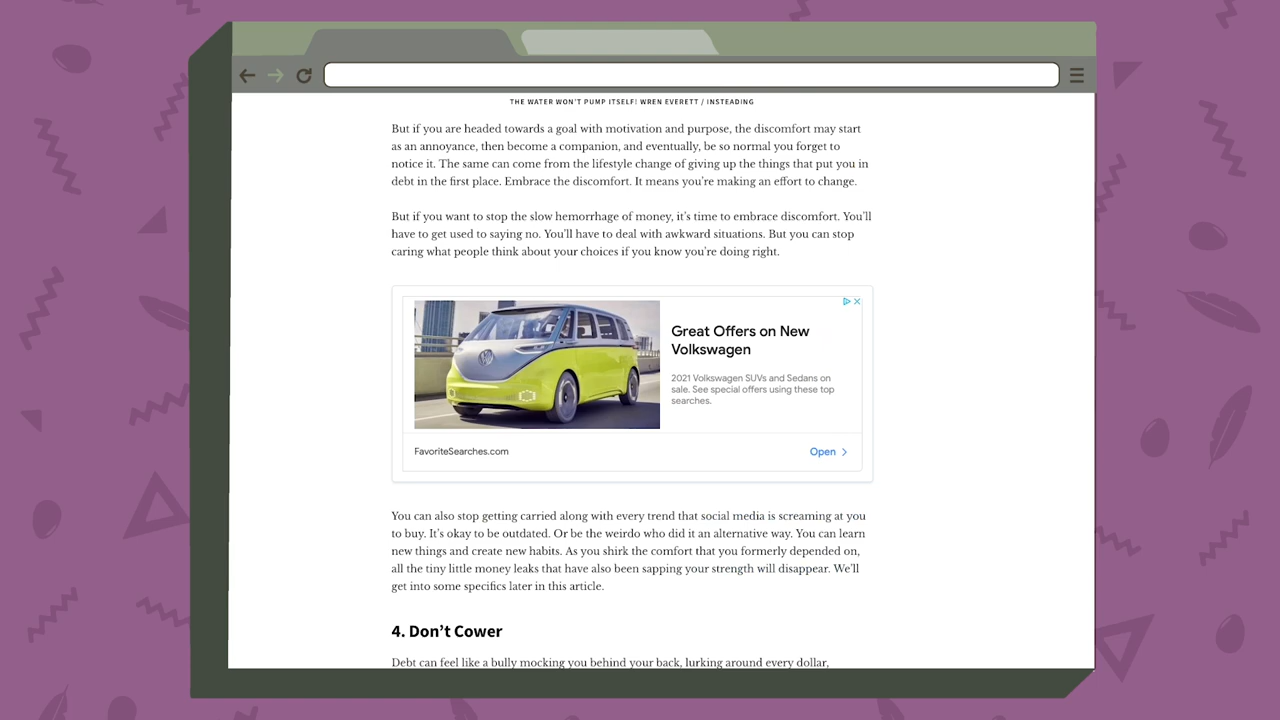 THE WATER WON'T PUMP ITSELF! WREN EVERETT / INSTEADING
But if you are headed towards a goal with motivation and purpose, the discomfort may start
as an annoyance, then become a companion, and eventually, be so normal you forget to
notice it. The same can come from the lifestyle change of giving up the things that put you in
debt in the first place. Embrace the discomfort. It means you're making an effort to change.
But if you want to stop the slow hemorrhage of money, it's time to embrace discomfort. You'll
have to get used to saying no. You'll have to deal with awkward situations. But you can stop
caring what people think about your choices if you know you're doing right.
Great Offers on New
Volkswagen
2021 Volkswagen SUVs and Sedans on
sale. See special offers using these top
searches.
FavoriteSearches.com
Open
You can also stop getting carried along with every trend that social media is screaming at you
to buy. It's okay to be outdated. Or be the weirdo who did it an alternative way. You can learn
new things and create new habits. As you shirk the comfort that you formerly depended on,
all the tiny little money leaks that have also been sapping your strength will disappear. We'll
get into some specifics later in this article.
4. Don't Cower
Debt can feel like a bully mocking you behind your back, lurking around every dollar,